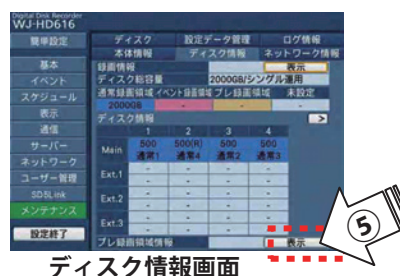 Digital Disk Recorder
WJ-HD616
簡単設定 ディスク 設定データ管理 ログ情報
本体情報 ディスク情報 ネットワーク情報
基本 録画情報 表示
イベント ディスク総容量 2000GB/シングル運用
スケジュール 通常録画領域 イベント録画領域 プレ録画領域 未設定
表示 2000GB - - -
通信 ディスク情報 >
サーバー 1 2 3 4
ネットワーク Main 500 500(R) 500 500
通常1 通常4 通常2 通常3
ユーザー管理 Ext.1 - - - -
SD5Link Ext.2 - - - -
メンテナンス Ext.3 - - - -
設定終了 プレ録画領域情報 表示
⑤
ディスク情報画面